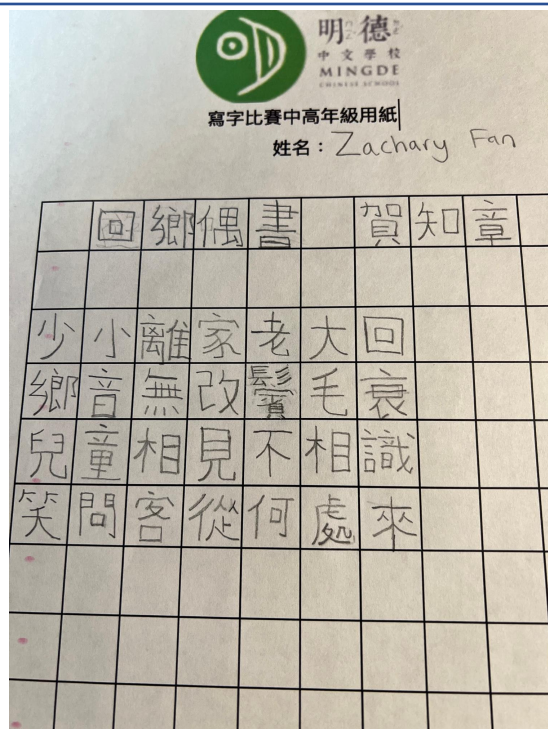 明德
中文學校
MINGDE
CHINESE SCHOOL
寫字比賽中高年級用紙
姓名：Zachary Fan
回鄉偶書 賀知章
少小離家老大回
鄉音無改鬢毛衰
兒童相見不相識
笑問客從何處來